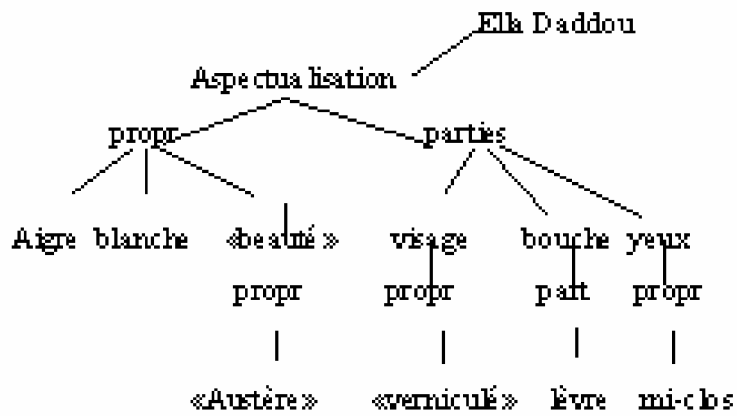 Ella Daddou
Aspectualisation
propr parties
Aigre blanche «beauté» visage bouche yeux
propr propr part propr
«Austère» «verniculé» lèvre mi-clos